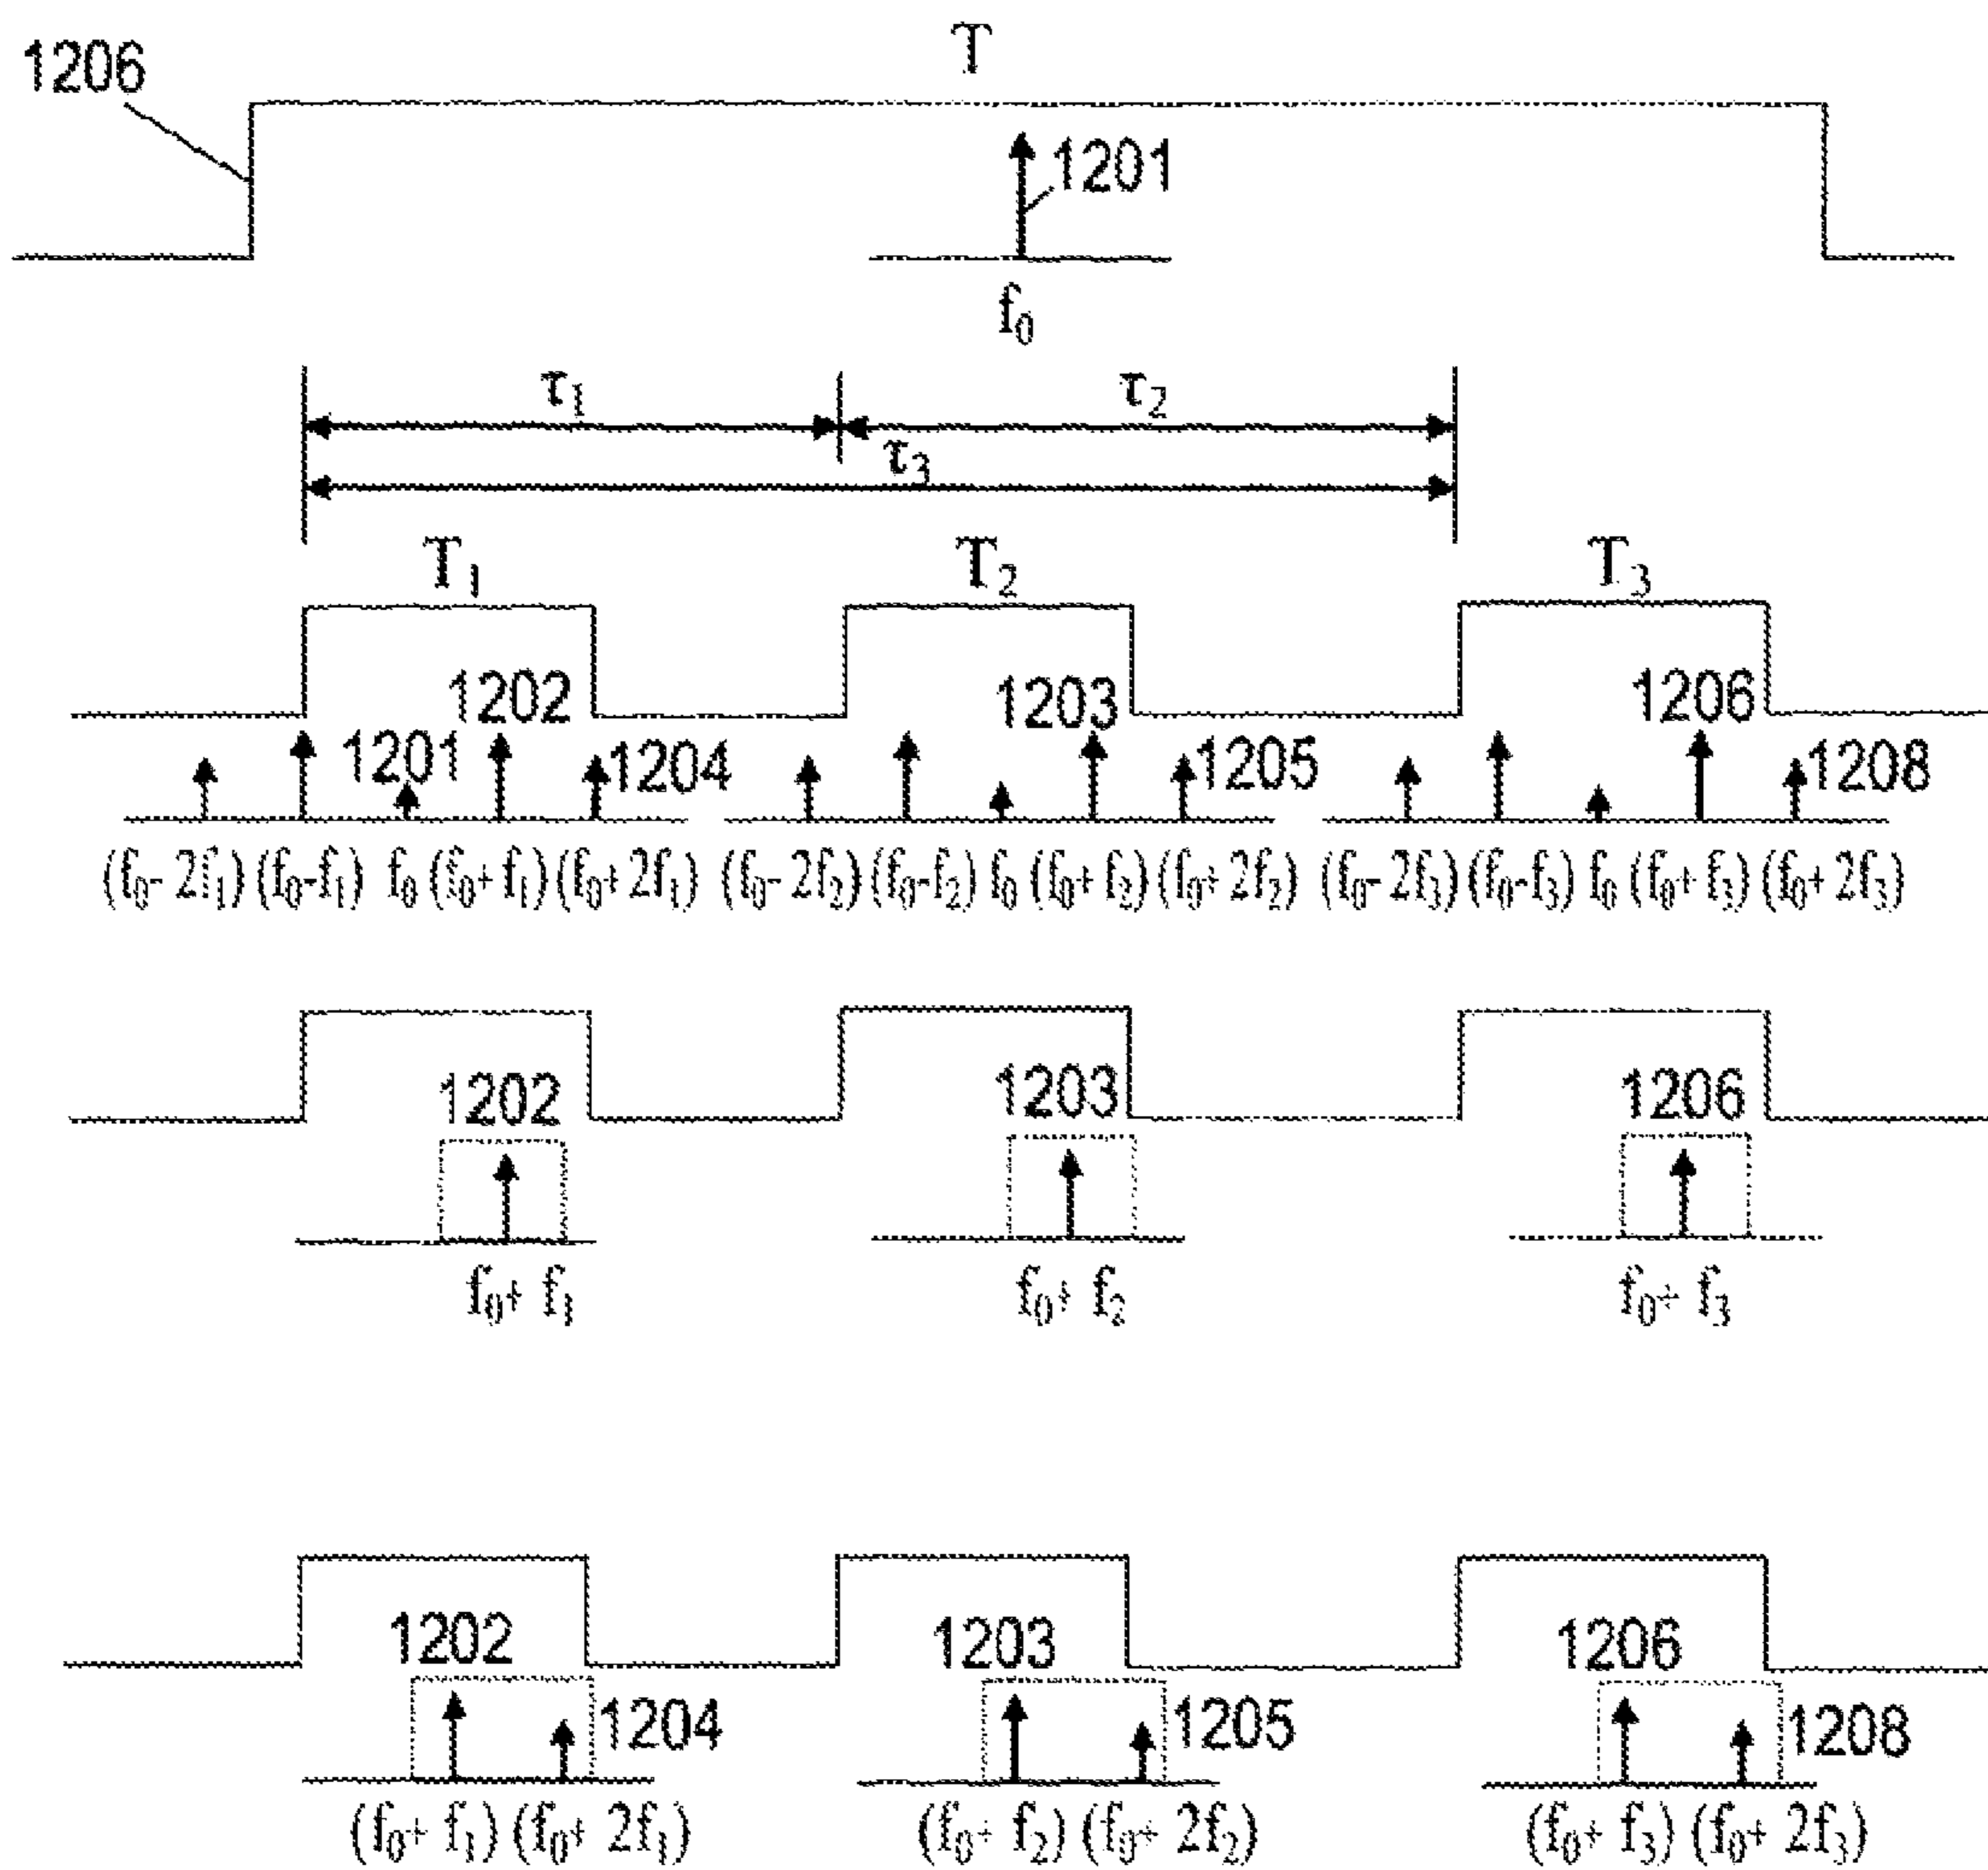 T
1206
1201
f₀
τ₁ τ₂
τ₃
T₁ T₂ T₃
1202 1203 1206
1201 1204 1205 1208
(f₀- 2f₁) (f₀-f₁) f₀ (f₀+ f₁) (f₀+ 2f₁) (f₀- 2f₂) (f₀-f₂) f₀ (f₀+ f₂) (f₀+ 2f₂) (f₀- 2f₃) (f₀-f₃) f₀ (f₀+ f₃) (f₀+ 2f₃)
1202 1203 1206
f₀+ f₁ f₀+ f₂ f₀+ f₃
1202 1203 1206
1204 1205 1208
(f₀+ f₁) (f₀+ 2f₁) (f₀+ f₂) (f₀+ 2f₂) (f₀+ f₃) (f₀+ 2f₃)